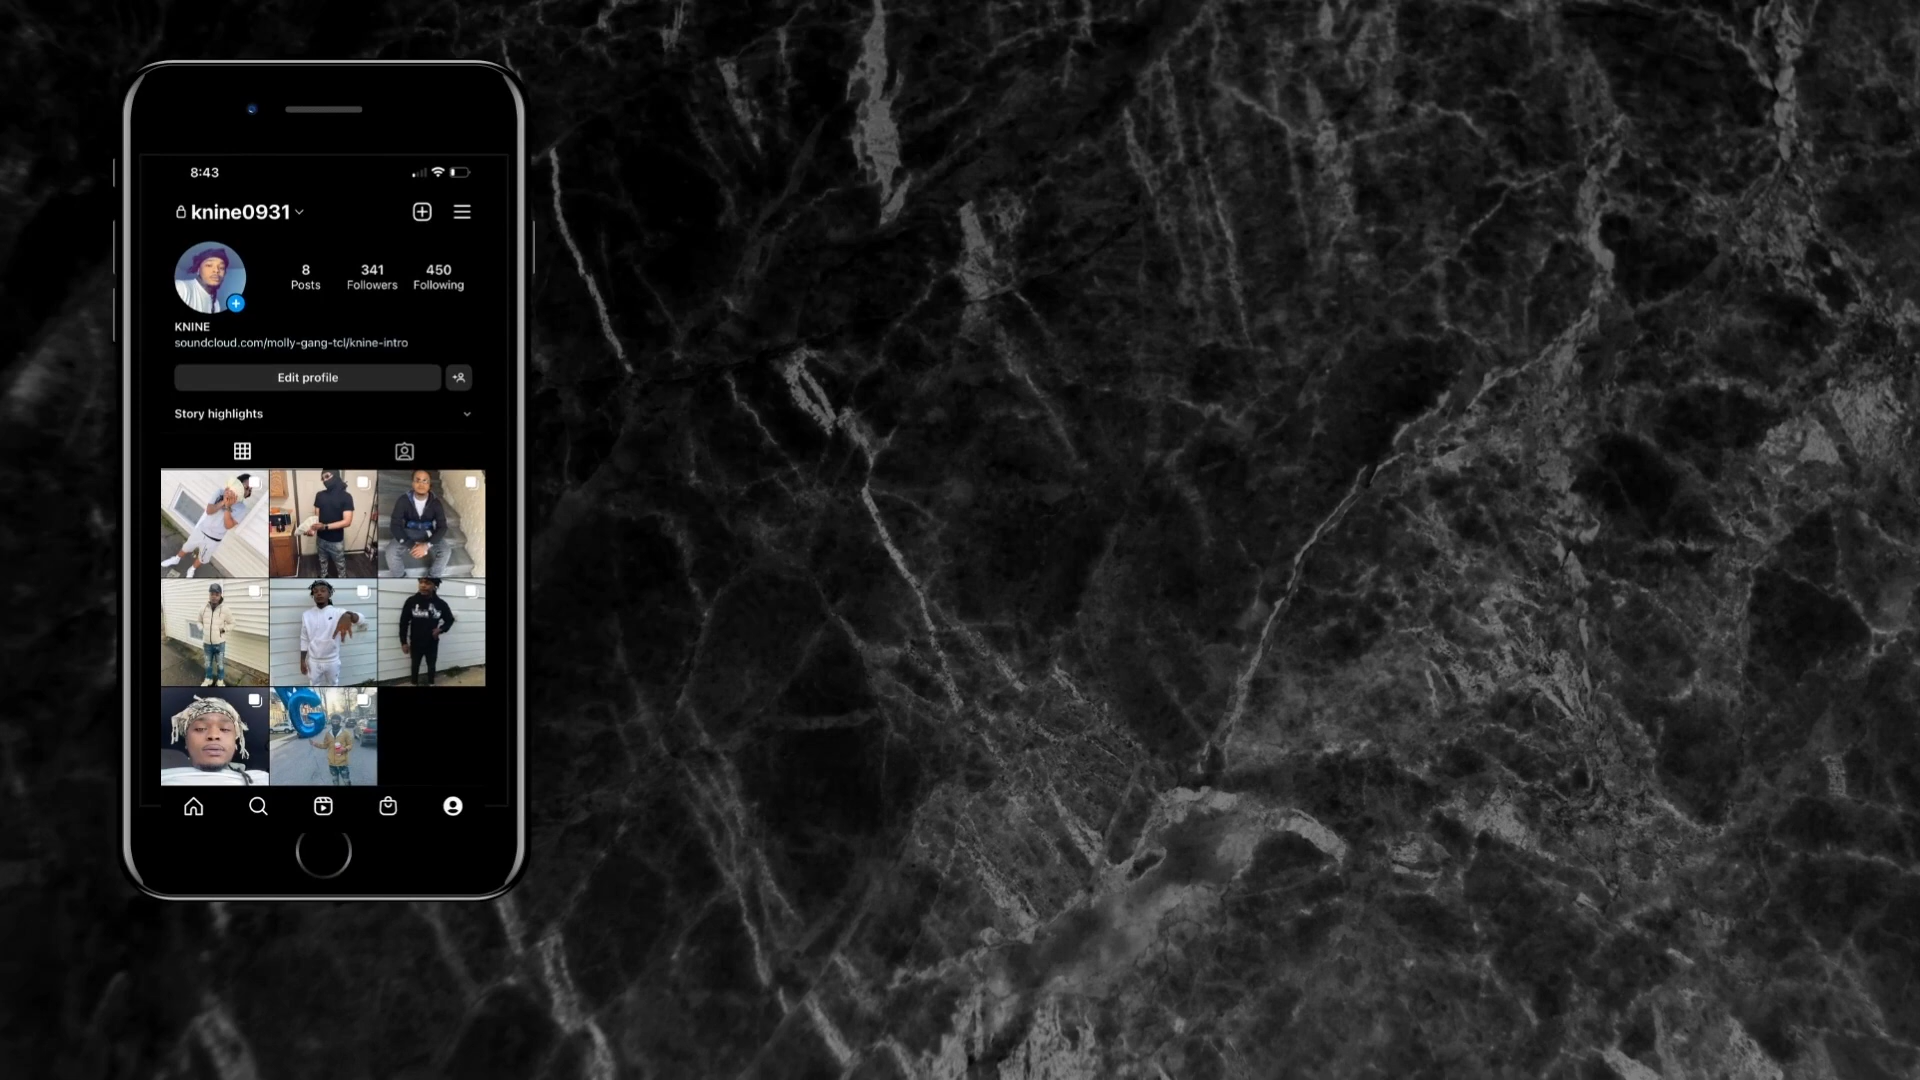 8:43
knine0931
8 341 450
Posts Followers Following
KNINE
soundcloud.com/molly-gang-tcl/knine-intro
Edit profile
Story highlights